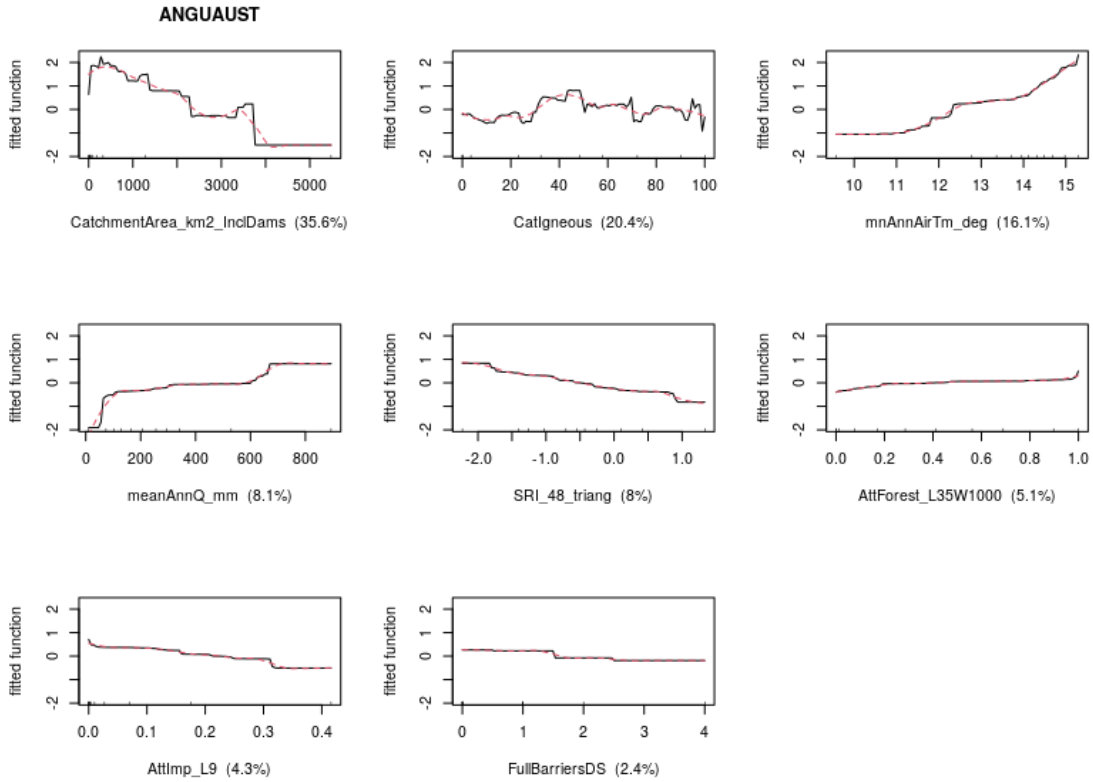 ANGUAUST
fitted function
2
1
0
-2
0 1000 3000 5000
CatchmentArea_km2_InclDams (35.6%)
fitted function
2
1
0
-2
0 20 40 60 80 100
CatIgneous (20.4%)
fitted function
2
1
0
-2
10 11 12 13 14 15
mnAnnAirTm_deg (16.1%)
fitted function
2
1
0
-2
0 200 400 600 800
meanAnnQ_mm (8.1%)
fitted function
2
1
0
-2
-2.0 -1.0 0.0 1.0
SRI_48_triang (8%)
fitted function
2
1
0
-2
0.0 0.2 0.4 0.6 0.8 1.0
AttForest_L35W1000 (5.1%)
fitted function
2
1
0
-2
0.0 0.1 0.2 0.3 0.4
AttImp_L9 (4.3%)
fitted function
2
1
0
-2
0 1 2 3 4
FullBarriersDS (2.4%)